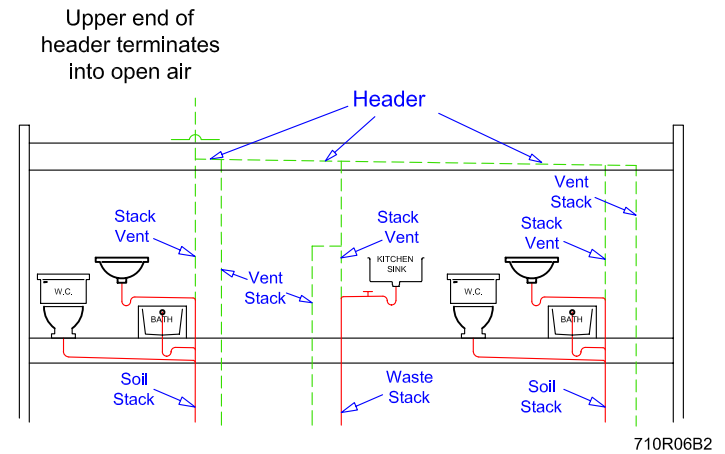 Upper end of
header terminates
into open air
Header
Vent
Stack
Stack
Vent
Stack
Vent
Stack
Vent
KITCHEN
SINK
W.C.
W.C.
Vent
Stack
BATH
BATH
Soil
Stack
Waste
Stack
Soil
Stack
710R06B2